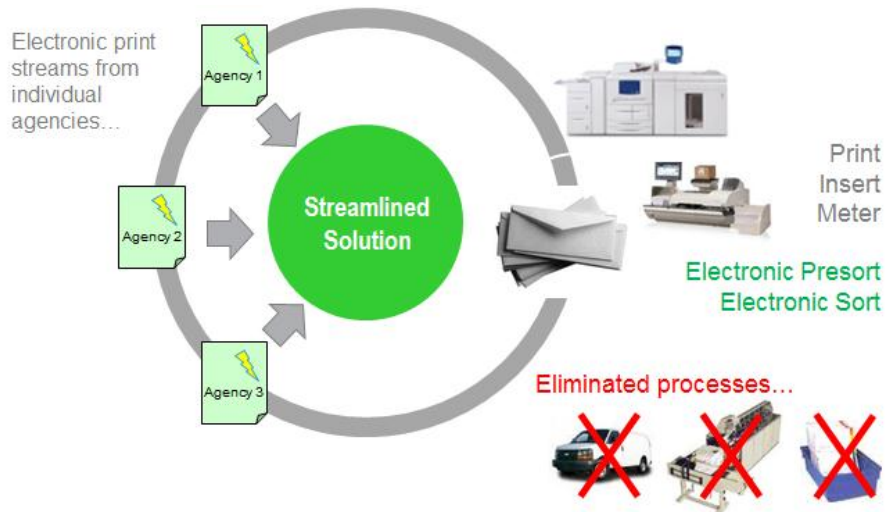 Electronic print
streams from
individual
agencies…
Agency 1
Agency 2
Agency 3
Streamlined
Solution
Print
Insert
Meter
Electronic Presort
Electronic Sort
Eliminated processes…